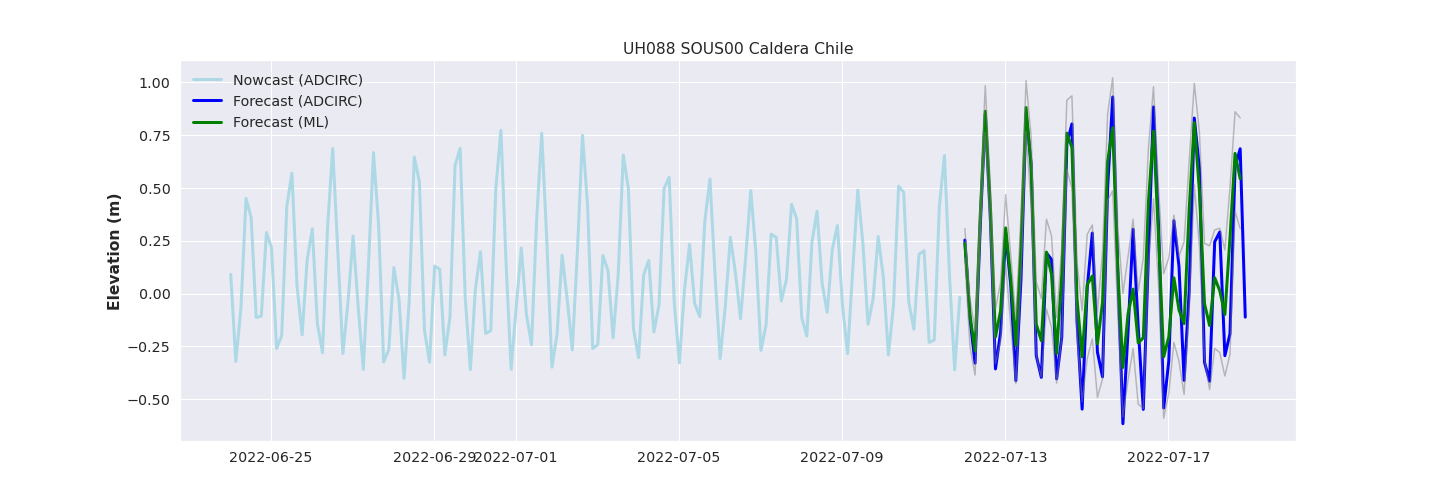 UH088 SOUS00 Caldera Chile
Nowcast (ADCIRC)
Forecast (ADCIRC)
Forecast (ML)
Elevation (m)
1.00
0.75
0.50
0.25
0.00
−0.25
−0.50
2022-06-25 2022-06-29 2022-07-01 2022-07-05 2022-07-09 2022-07-13 2022-07-17